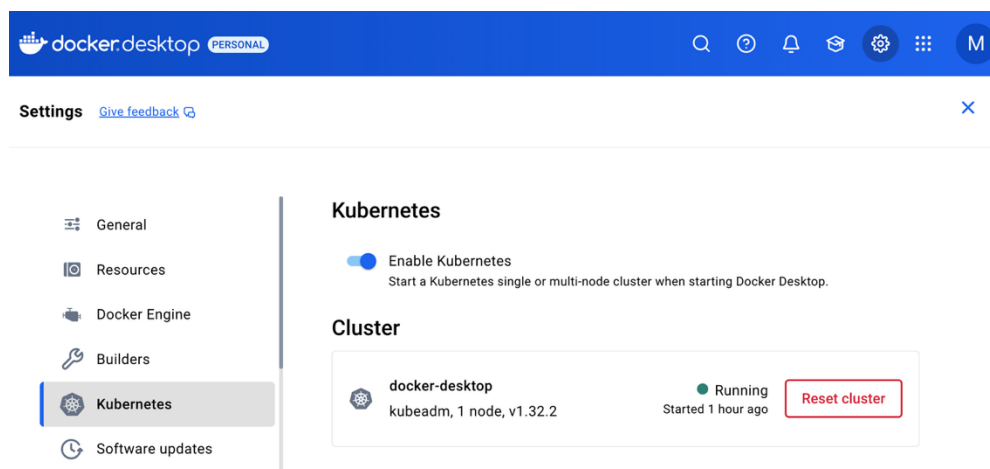 docker.desktop PERSONAL
M
Settings Give feedback
General
Resources
Docker Engine
Builders
Kubernetes
Software updates
Kubernetes
Enable Kubernetes
Start a Kubernetes single or multi-node cluster when starting Docker Desktop.
Cluster
docker-desktop
kubeadm, 1 node, v1.32.2
Running
Started 1 hour ago
Reset cluster